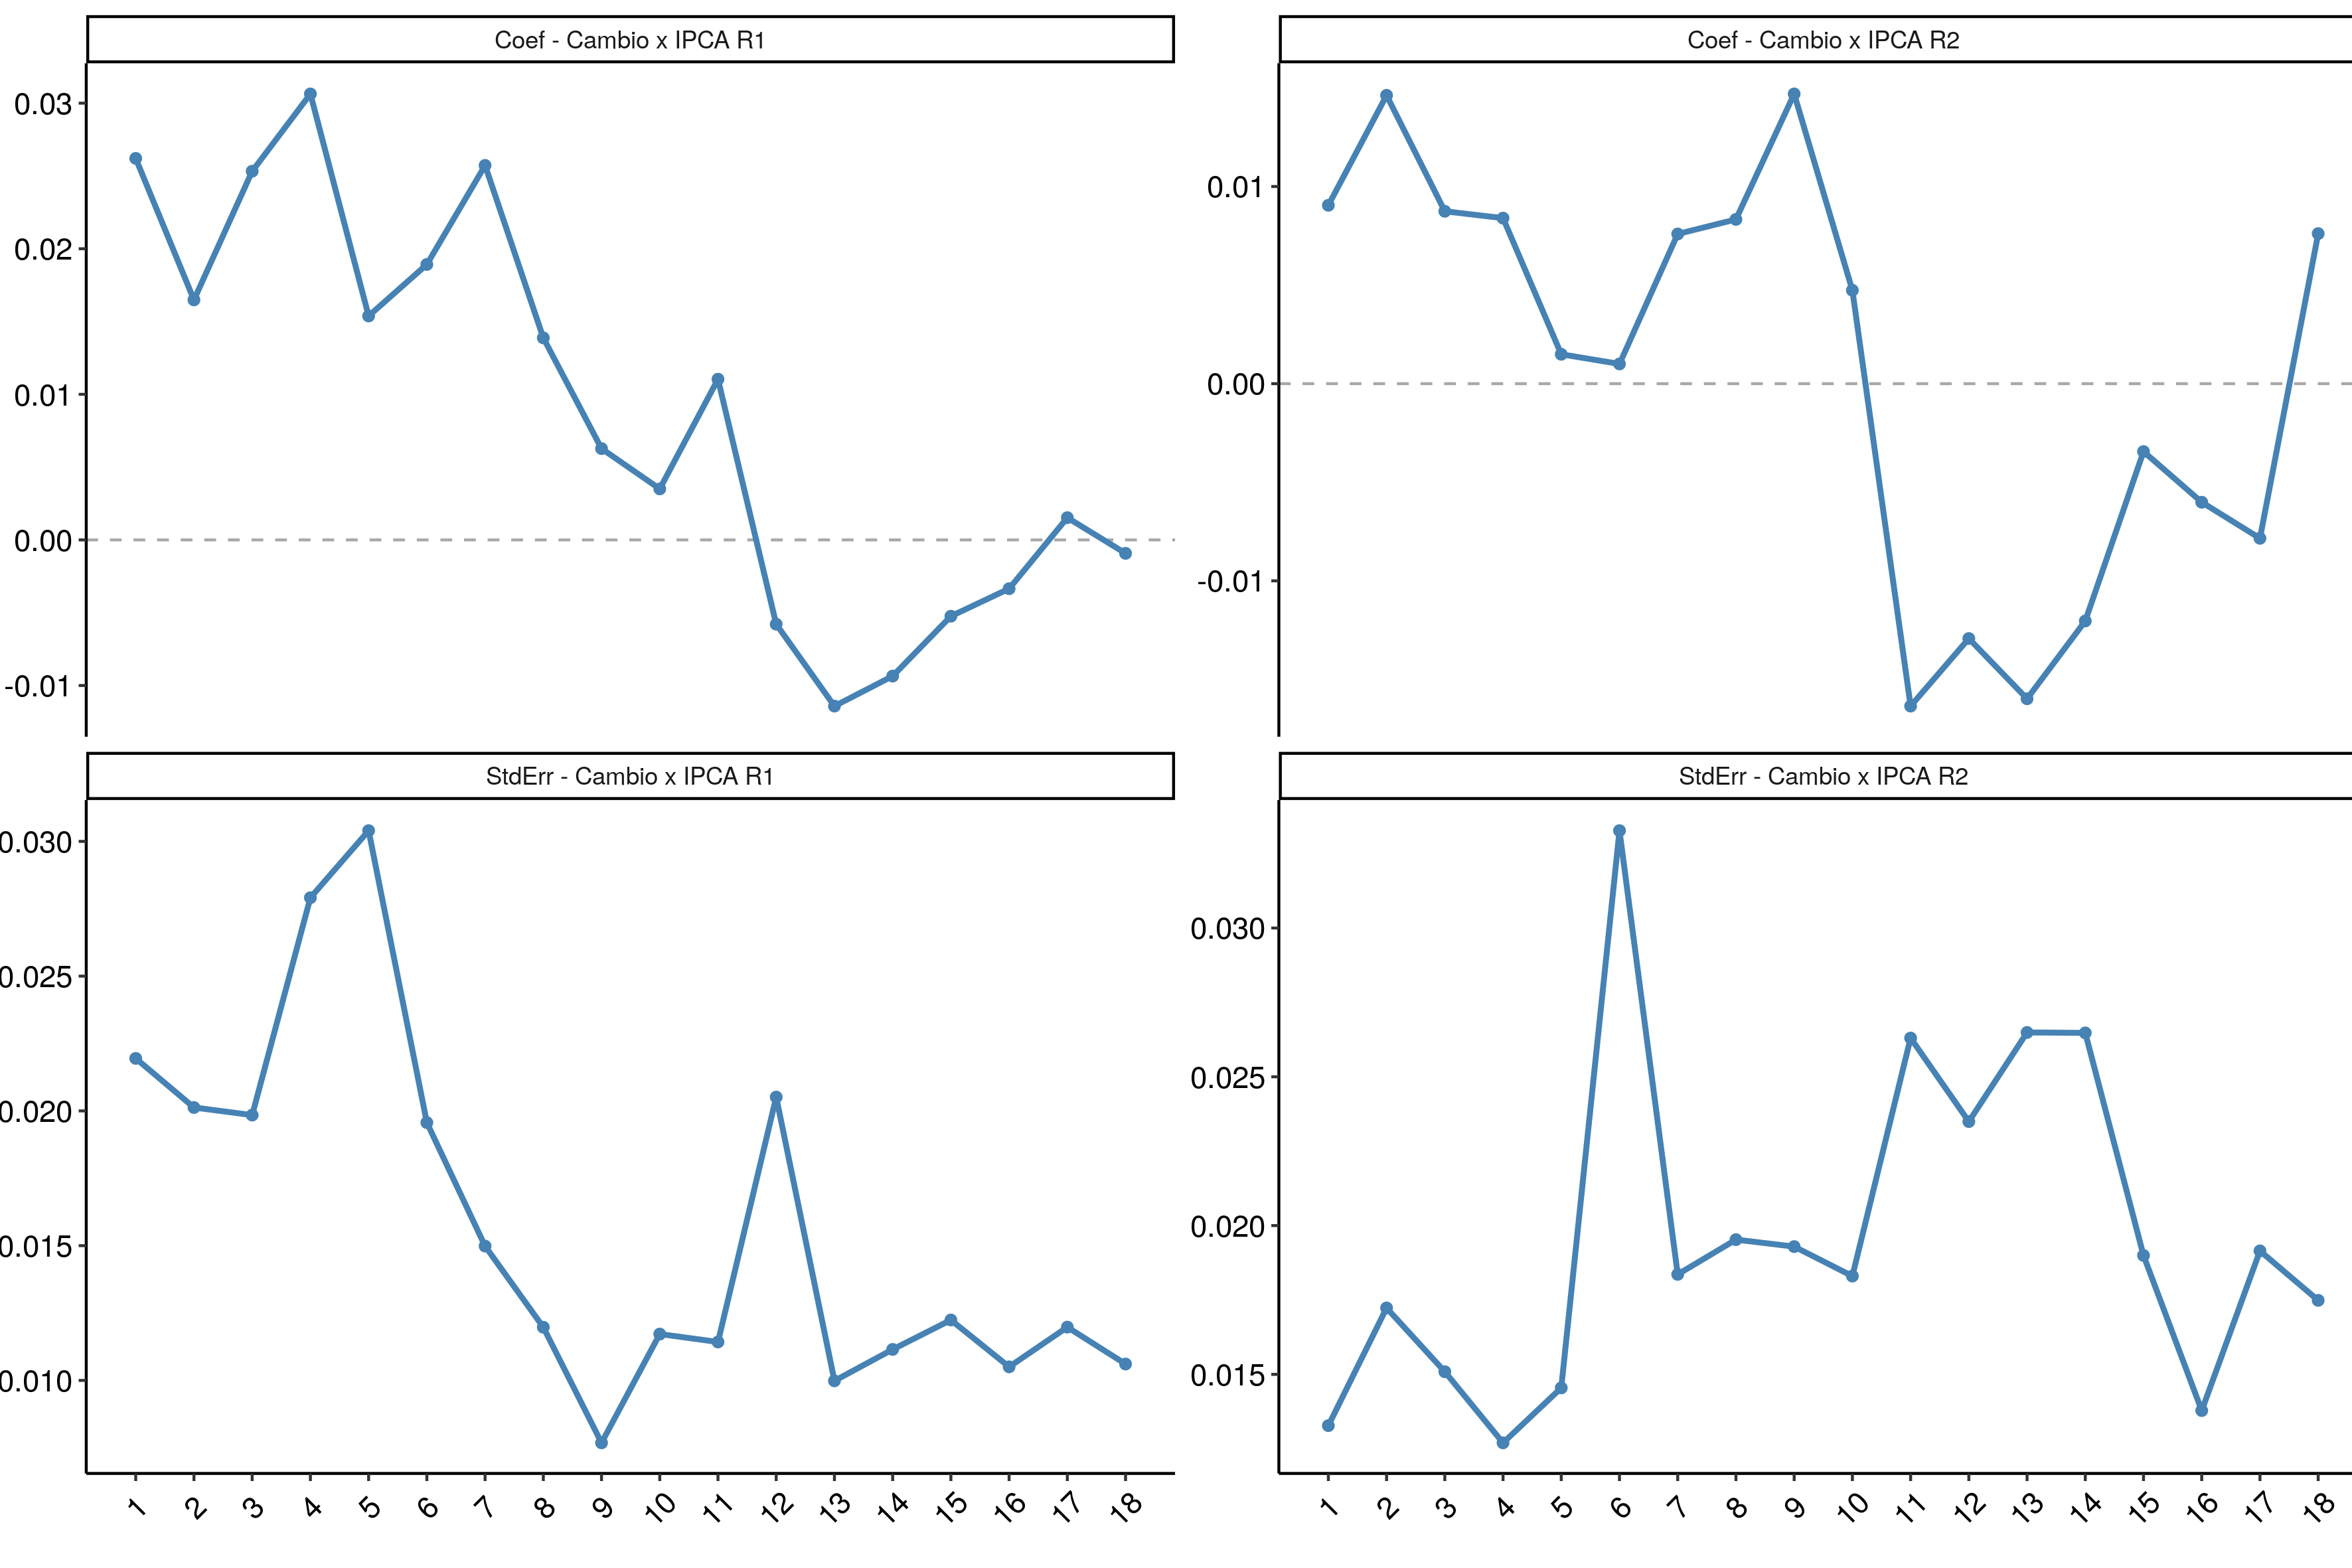 Coef - Cambio x IPCA R1
0.03
0.02
0.01
0.00
-0.01
Coef - Cambio x IPCA R2
0.01
0.00
-0.01
StdErr - Cambio x IPCA R1
0.030
0.025
0.020
0.015
0.010
1 2 3 4 5 6 7 8 9 10 11 12 13 14 15 16 17 18
StdErr - Cambio x IPCA R2
0.030
0.025
0.020
0.015
1 2 3 4 5 6 7 8 9 10 11 12 13 14 15 16 17 18